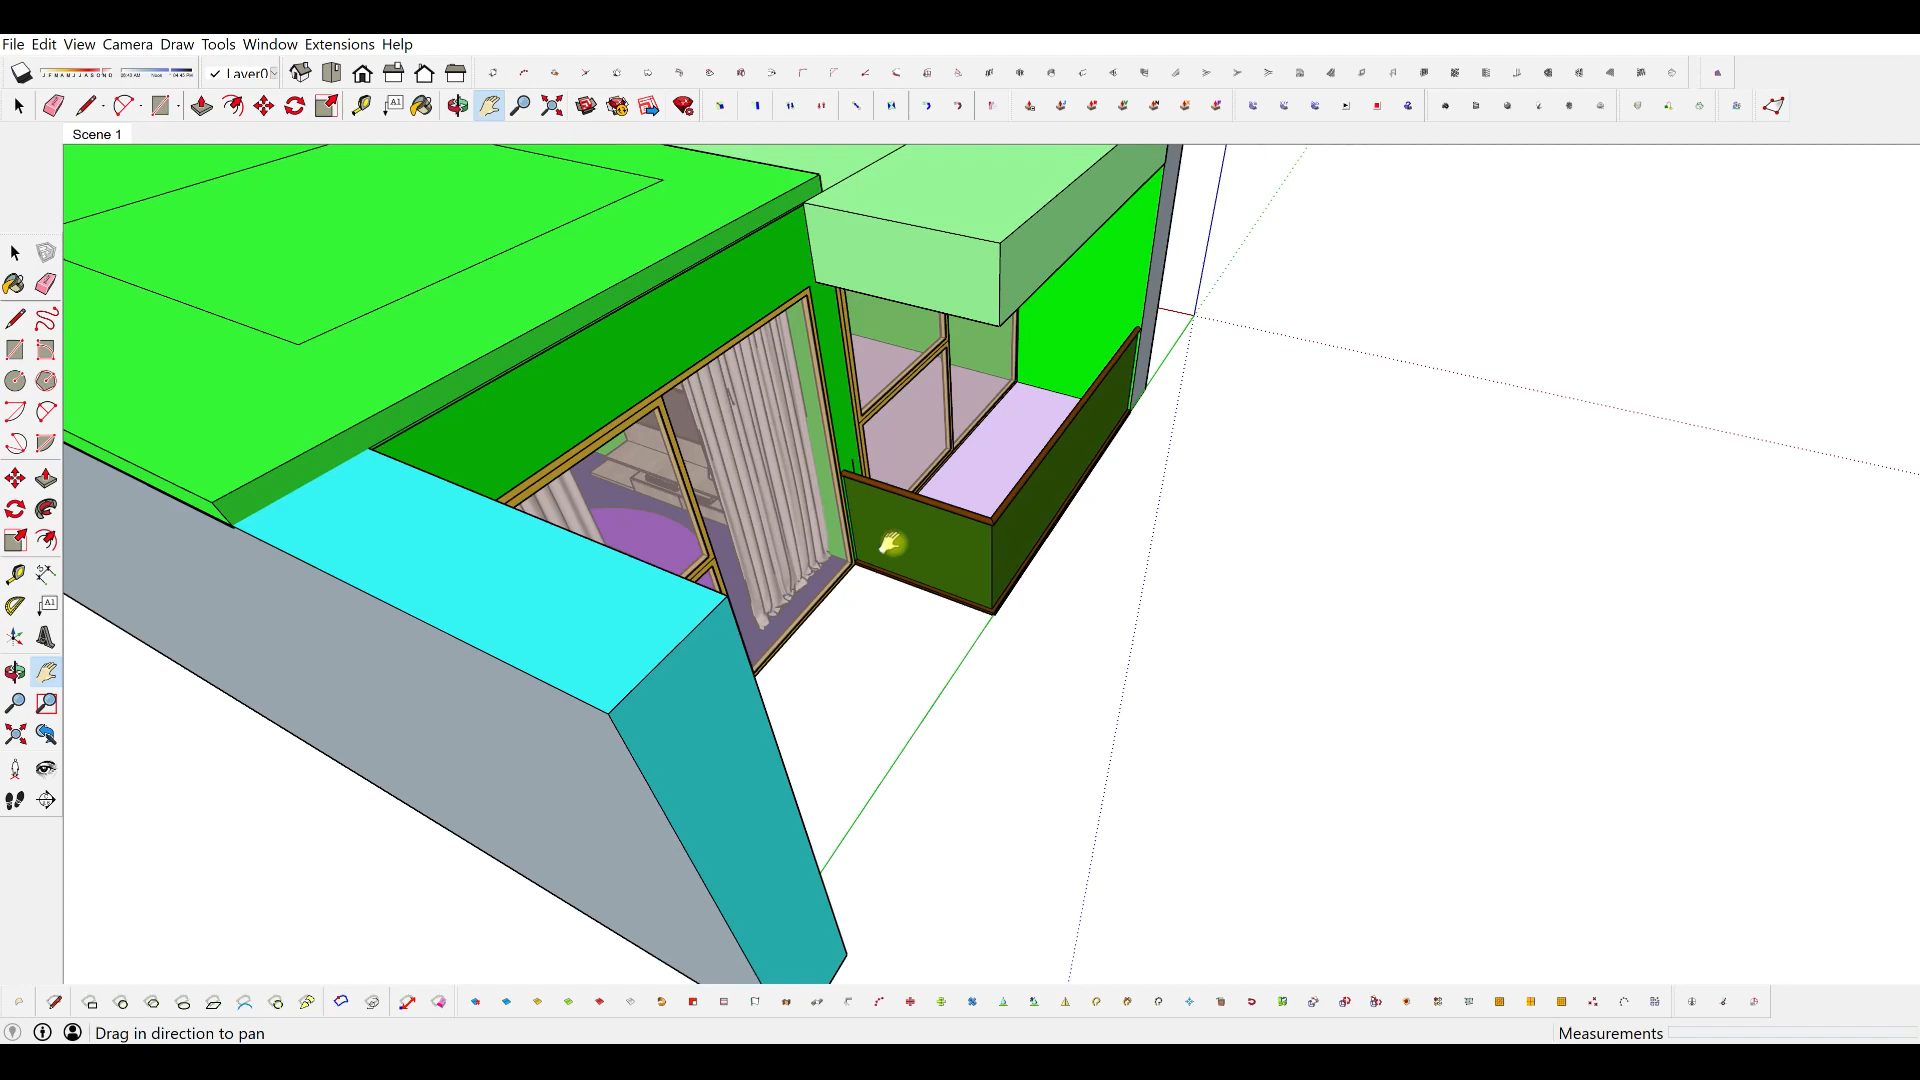 File Edit View Camera Draw Tools Window Extensions Help
Layer0
Scene 1
Drag in direction to pan
Measurements